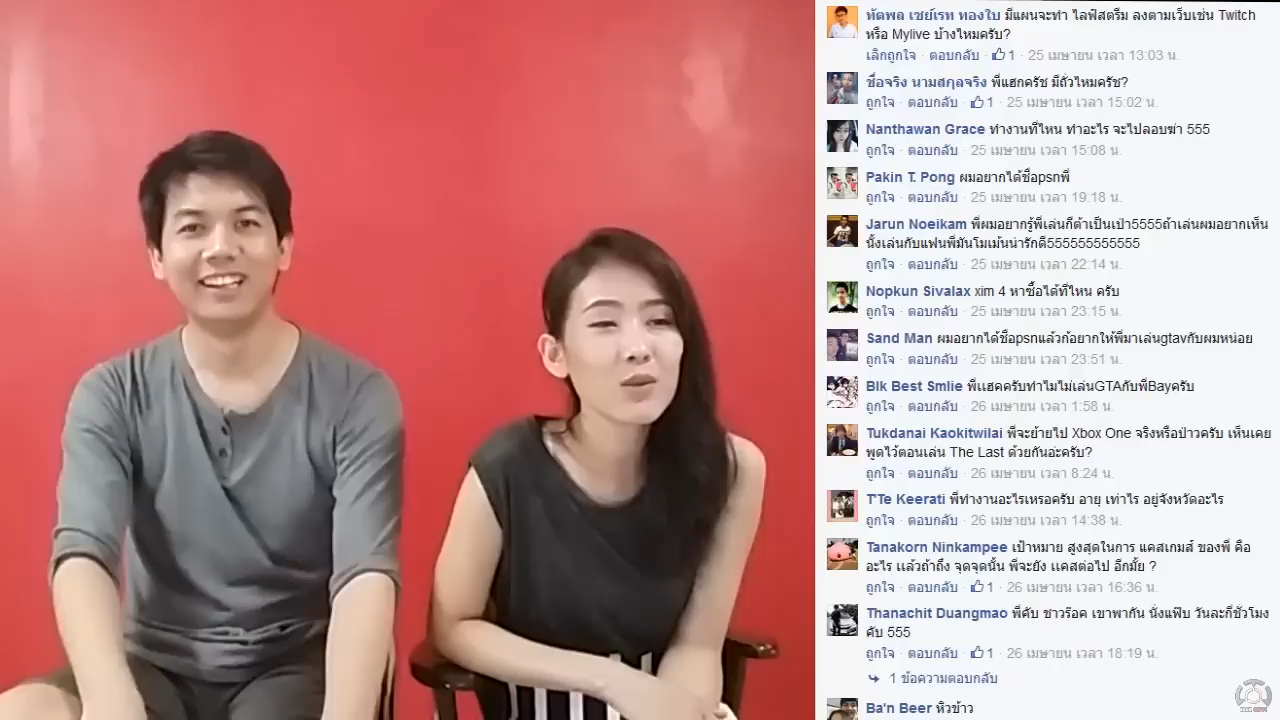 ทัตพล เชย์เรท ทองใบ มีแผนจะทำ ไลฟ์สตรีม ลงตามเว็บเช่น Twitch
หรือ Mylive บ้างไหมครับ?
เลิกถูกใจ · ตอบกลับ · 1 · 25 เมษายน เวลา 13:03 น.
ชื่อจริง นามสกุลจริง พี่แฮกครัช มีถั่วไหมครัช?
ถูกใจ · ตอบกลับ · 1 · 25 เมษายน เวลา 15:02 น.
Nanthawan Grace ทำงานที่ไหน ทำอะไร จะไปลอบฆ่า 555
ถูกใจ · ตอบกลับ · 25 เมษายน เวลา 15:08 น.
Pakin T. Pong ผมอยากได้ชื่อpsnพี่
ถูกใจ · ตอบกลับ · 25 เมษายน เวลา 19:18 น.
Jarun Noeikam พี่ผมอยากรู้พี่เล่นกีต้าเป็นเป่า5555ถ้าเล่นผมอยากเห็น
นั้งเล่นกับแฟนพี่มันโมเม้นน่ารักดี555555555555
ถูกใจ · ตอบกลับ · 25 เมษายน เวลา 22:14 น.
Nopkun Sivalax xim 4 หาซื้อได้ที่ไหน ครับ
ถูกใจ · ตอบกลับ · 25 เมษายน เวลา 23:15 น.
Sand Man ผมอยากได้ชื่อpsnแล้วก้อยากให้พี่มาเล่นgtavกับผมหน่อย
ถูกใจ · ตอบกลับ · 25 เมษายน เวลา 23:51 น.
Blk Best Smlie พี่แฮคครับทำไมไม่เล่นGTAกับพี่Bayครับ
ถูกใจ · ตอบกลับ · 26 เมษายน เวลา 1:58 น.
Tukdanai Kaokitwilai พี่จะย้ายไป Xbox One จริงหรือป่าวครับ เห็นเคย
พูดไว้ตอนเล่น The Last ด้วยกันอ่ะครับ?
ถูกใจ · ตอบกลับ · 26 เมษายน เวลา 8:24 น.
T'Te Keerati พี่ทำงานอะไรเหรอครับ อายุ เท่าไร อยู่จังหวัดอะไร
ถูกใจ · ตอบกลับ · 26 เมษายน เวลา 14:38 น.
Tanakorn Ninkampee เป้าหมาย สูงสุดในการ แคสเกมส์ ของพี่ คือ
อะไร แล้วถ้าถึง จุดจุดนั้น พี่จะยัง แคสต่อไป อีกมั้ย ?
ถูกใจ · ตอบกลับ · 1 · 26 เมษายน เวลา 16:36 น.
Thanachit Duangmao พี่คับ ชาวร๊อค เขาพากัน นั่งแฟ๊บ วันละกี่ชั่วโมง
คับ 555
ถูกใจ · ตอบกลับ · 1 · 26 เมษายน เวลา 18:19 น.
1 ข้อความตอบกลับ
Ba'n Beer หิวข้าว